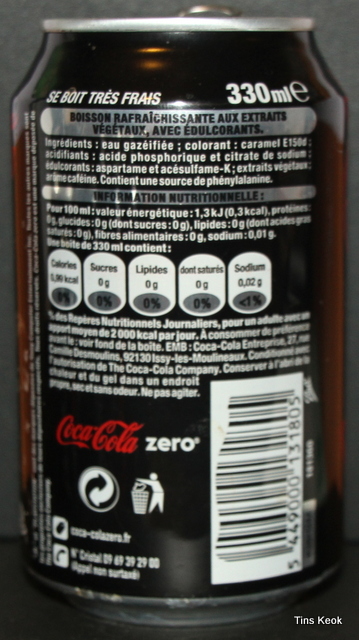 SE BOIT TRÈS FRAIS
330ml℮
BOISSON RAFRAÎCHISSANTE AUX EXTRAITS
VÉGÉTAUX, AVEC ÉDULCORANTS.
Ingrédients : eau gazéifiée ; colorant : caramel E150d ;
acidifiants : acide phosphorique et citrate de sodium ;
édulcorants : aspartame et acésulfame-K ; extraits végétaux ;
arôme caféine. Contient une source de phénylalanine.
INFORMATION NUTRITIONNELLE :
Pour 100 ml : valeur énergétique : 1,3 kJ (0,3 kcal), protéines :
0 g, glucides : 0 g (dont sucres : 0 g), lipides : 0 g (dont acides gras
saturés : 0 g), fibres alimentaires : 0 g, sodium : 0,01 g.
Une boîte de 330 ml contient :
Calories Sucres Lipides dont saturés Sodium
0,99 kcal 0 g 0 g 0 g 0,02 g
0% 0% 0% <1%
% des Repères Nutritionnels Journaliers, pour un adulte avec un
apport moyen de 2 000 kcal par jour. À consommer de préférence
avant le : voir fond de la boîte. EMB : Coca-Cola Entreprise, 27, rue
Camille Desmoulins, 92130 Issy-les-Moulineaux. Conditionné sous
l'autorisation de The Coca-Cola Company. Conserver à l'abri de la
chaleur et du gel dans un endroit
propre, sec et sans odeur. Ne pas agiter.
Coca-Cola zero®
coca-colazero.fr
N° Cristal 09 69 39 29 00
(Appel non surtaxé)
5 449000 131805
Tins Keok